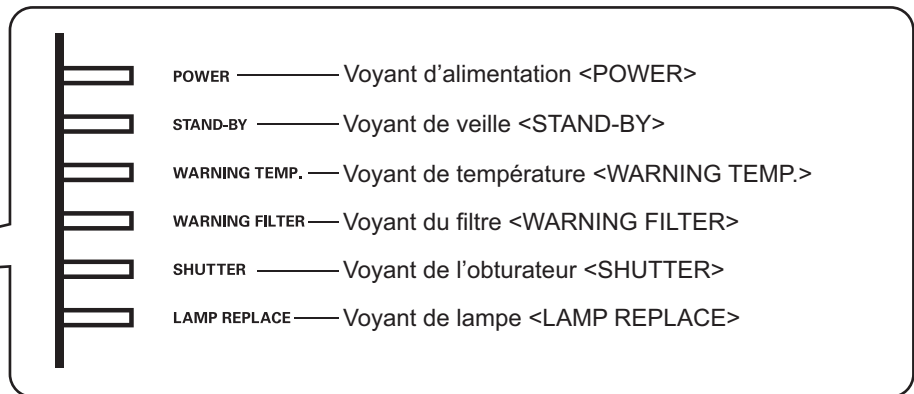 POWER Voyant d’alimentation <POWER>
STAND-BY Voyant de veille <STAND-BY>
WARNING TEMP. Voyant de température <WARNING TEMP.>
WARNING FILTER Voyant du filtre <WARNING FILTER>
SHUTTER Voyant de l’obturateur <SHUTTER>
LAMP REPLACE Voyant de lampe <LAMP REPLACE>